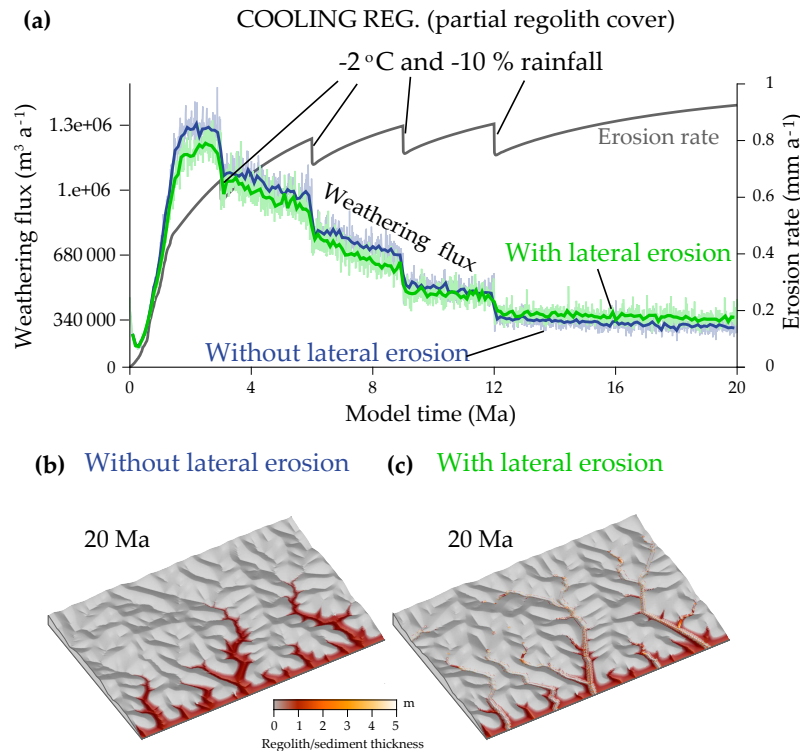 (a)
COOLING REG. (partial regolith cover)
-2 °C and -10 % rainfall
Weathering flux (m³ a⁻¹)
1.3e+06
1.e+06
680 000
340 000
0
1
0.8
0.6
0.4
0.2
0
Erosion rate (mm a⁻¹)
Erosion rate
Weathering flux
With lateral erosion
Without lateral erosion
0 4 8 12 16 20
Model time (Ma)
(b) Without lateral erosion
(c) With lateral erosion
20 Ma
20 Ma
m
0 1 2 3 4 5
Regolith/sediment thickness